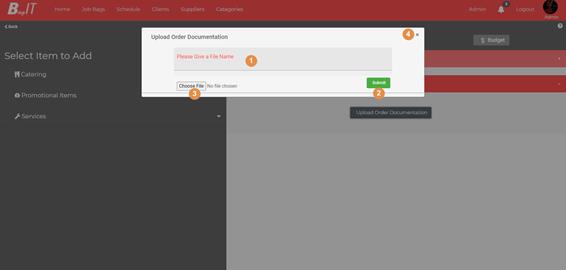 BagIT Home Job Bags Schedule Clients Suppliers Categories Admin 3 Logout Admin
Back
Upload Order Documentation
4 ×
Select Item to Add
Budget
Please Give a File Name
1
Catering
Choose File No file chosen
Submit
3
2
Promotional Items
Upload Order Documentation
Services